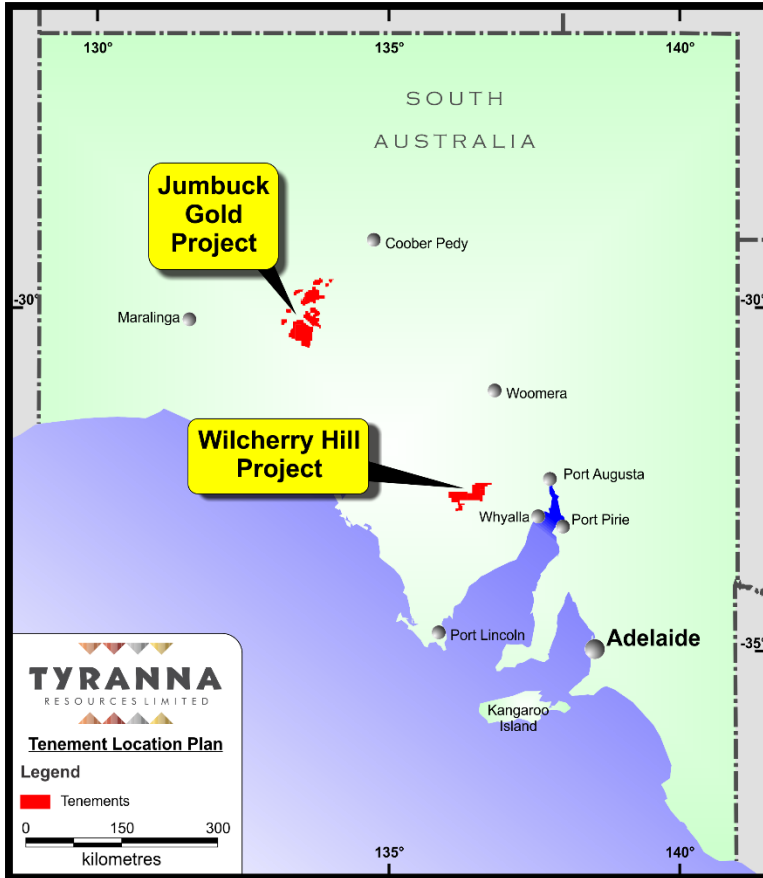 130°
135°
140°
SOUTH
AUSTRALIA
Jumbuck
Gold
Project
Coober Pedy
-30°
-30°
Maralinga
Woomera
Wilcherry Hill
Project
Port Augusta
Whyalla
Port Pirie
Port Lincoln
Adelaide
-35°
Kangaroo
Island
TYRANNA
RESOURCES LIMITED
Tenement Location Plan
Legend
Tenements
0 150 300
kilometres
135°
140°